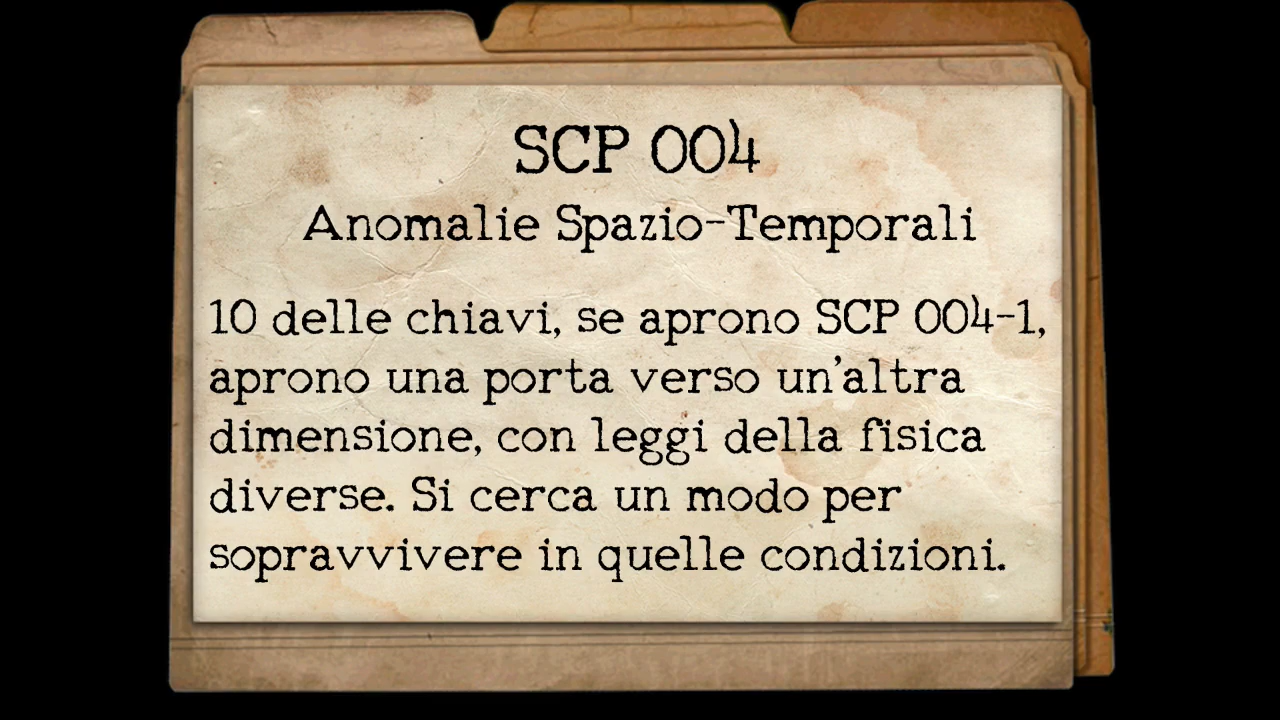 SCP 004
Anomalie Spazio-Temporali
10 delle chiavi, se aprono SCP 004-1,
aprono una porta verso un'altra
dimensione, con leggi della fisica
diverse. Si cerca un modo per
sopravvivere in quelle condizioni.